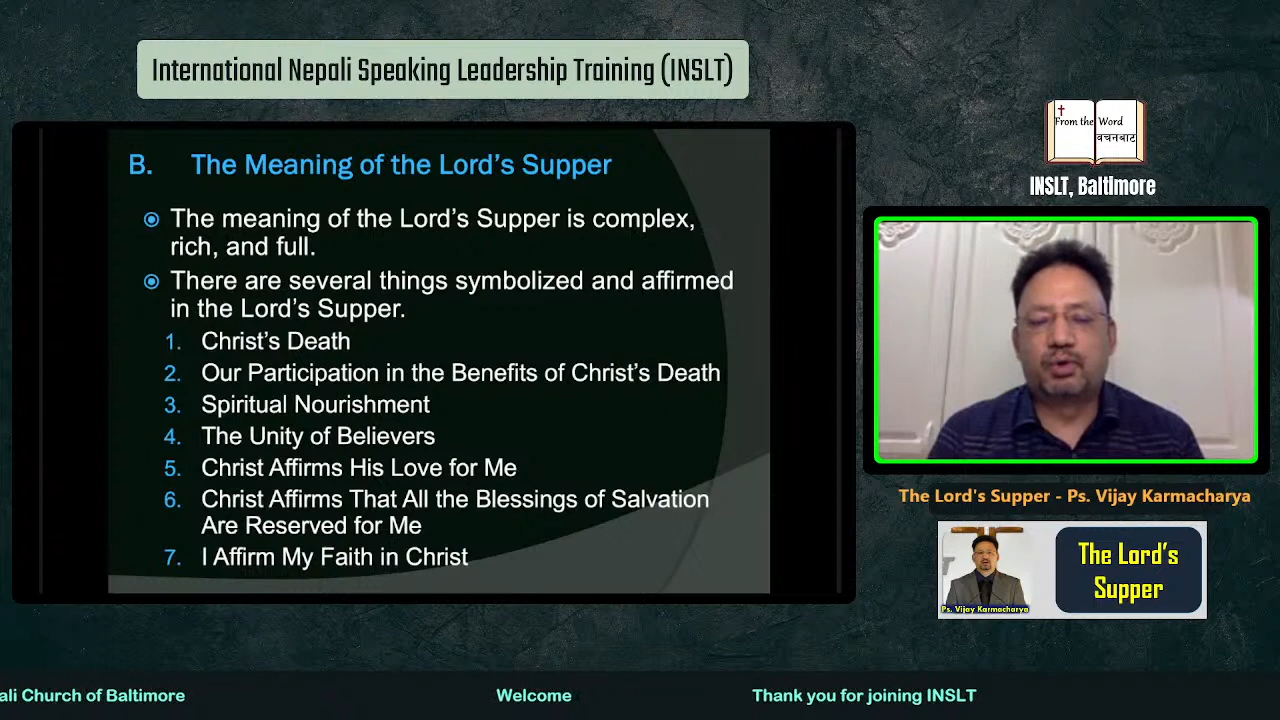 International Nepali Speaking Leadership Training (INSLT)
B. The Meaning of the Lord's Supper
The meaning of the Lord's Supper is complex,
rich, and full.
There are several things symbolized and affirmed
in the Lord's Supper.
1. Christ's Death
2. Our Participation in the Benefits of Christ's Death
3. Spiritual Nourishment
4. The Unity of Believers
5. Christ Affirms His Love for Me
6. Christ Affirms That All the Blessings of Salvation
Are Reserved for Me
7. I Affirm My Faith in Christ
From the Word
वचनबाट
INSLT, Baltimore
The Lord's Supper - Ps. Vijay Karmacharya
The Lord's
Supper
Ps. Vijay Karmacharya
ali Church of Baltimore Welcome Thank you for joining INSLT